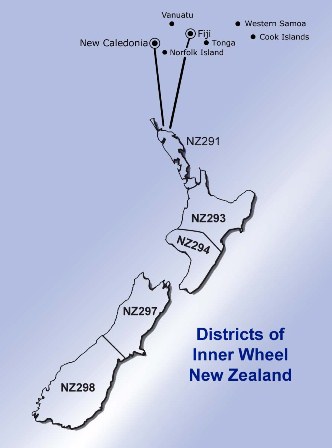 Vanuatu
Western Samoa
Fiji
Cook Islands
New Caledonia
Tonga
Norfolk Island
NZ291
NZ293
NZ294
NZ297
NZ298
Districts of
Inner Wheel
New Zealand